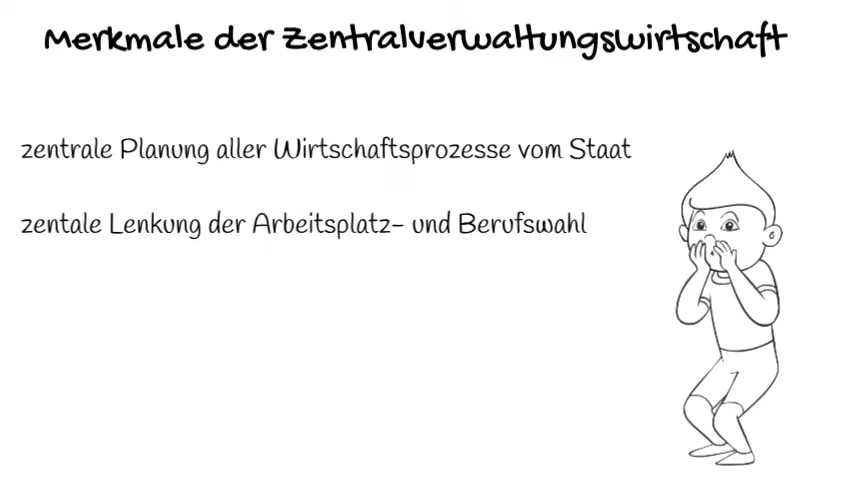 Merkmale der Zentralverwaltungswirtschaft
zentrale Planung aller Wirtschaftsprozesse vom Staat
zentale Lenkung der Arbeitsplatz- und Berufswahl